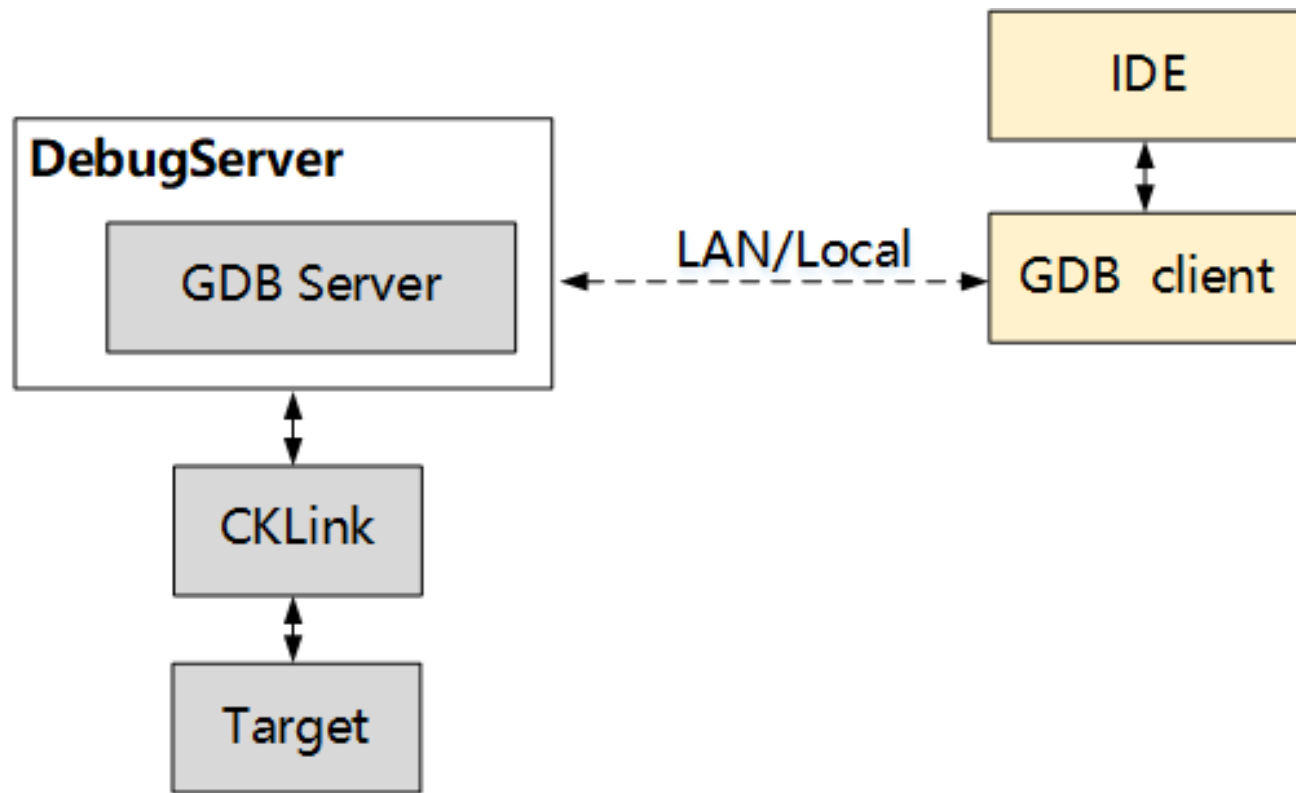 IDE
DebugServer
GDB Server
LAN/Local
GDB client
CKLink
Target